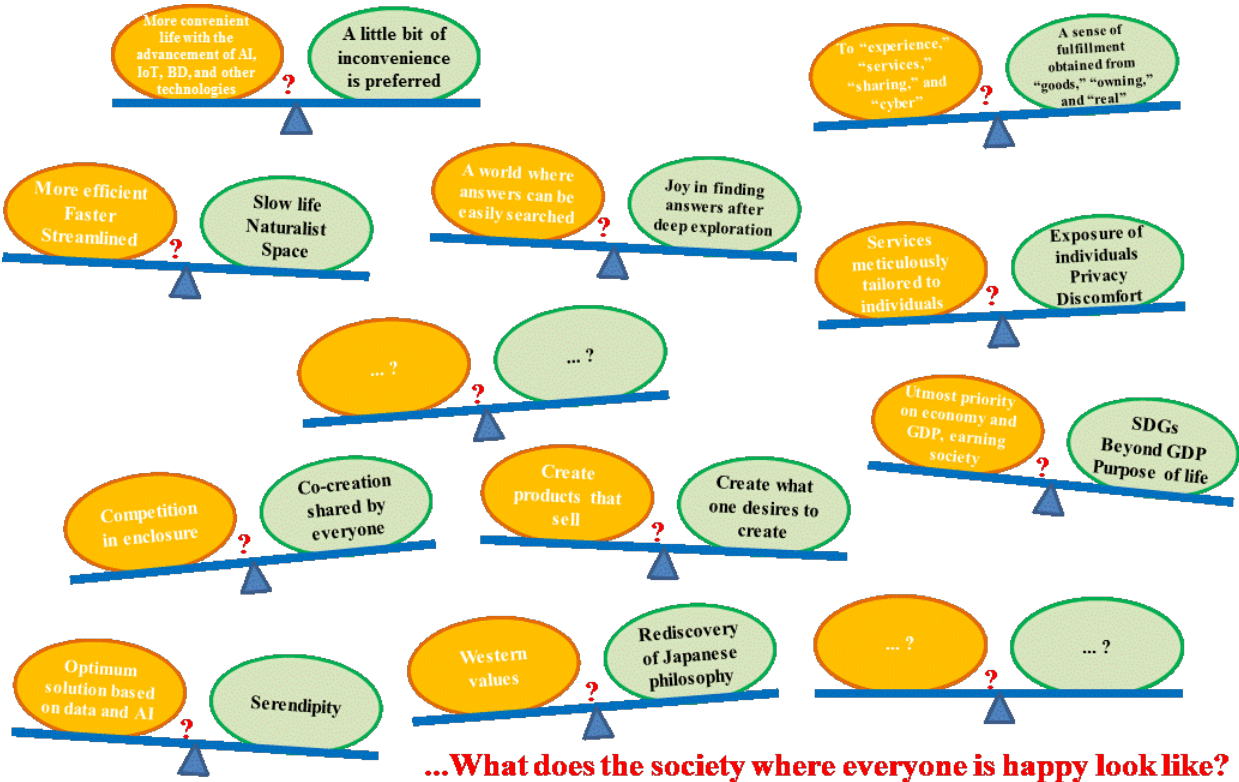 More convenient
life with the
advancement of AI,
IoT, BD, and other
technologies
?
A little bit of
inconvenience
is preferred
To “experience,”
“services,”
“sharing,” and
“cyber”
?
A sense of
fulfillment
obtained from
“goods,” “owning,”
and “real”
More efficient
Faster
Streamlined
?
Slow life
Naturalist
Space
A world where
answers can be
easily searched
?
Joy in finding
answers after
deep exploration
Services
meticulously
tailored to
individuals
?
Exposure of
individuals
Privacy
Discomfort
... ?
?
... ?
Utmost priority
on economy and
GDP, earning
society
?
SDGs
Beyond GDP
Purpose of life
Competition
in enclosure
?
Co-creation
shared by
everyone
Create
products that
sell
?
Create what
one desires to
create
Optimum
solution based
on data and AI
?
Serendipity
Western
values
?
Rediscovery
of Japanese
philosophy
... ?
?
... ?
...What does the society where everyone is happy look like?